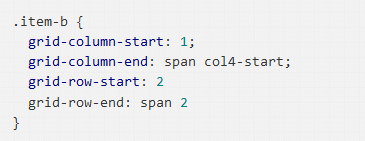 .item-b {
  grid-column-start: 1;
  grid-column-end: span col4-start;
  grid-row-start: 2
  grid-row-end: span 2
}